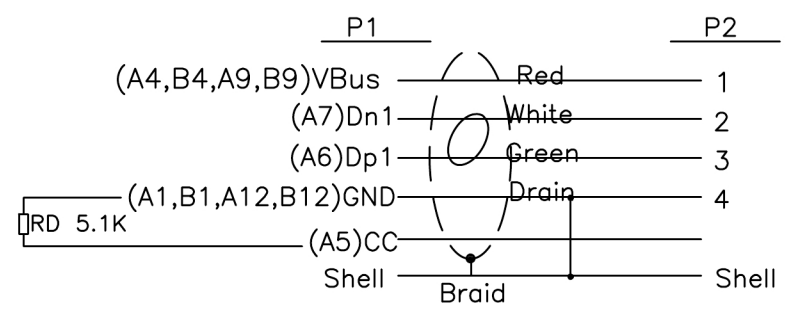 P1 P2
(A4,B4,A9,B9)VBus Red 1
(A7)Dn1 White 2
(A6)Dp1 Green 3
(A1,B1,A12,B12)GND Drain 4
RD 5.1K
(A5)CC
Shell Shell
Braid